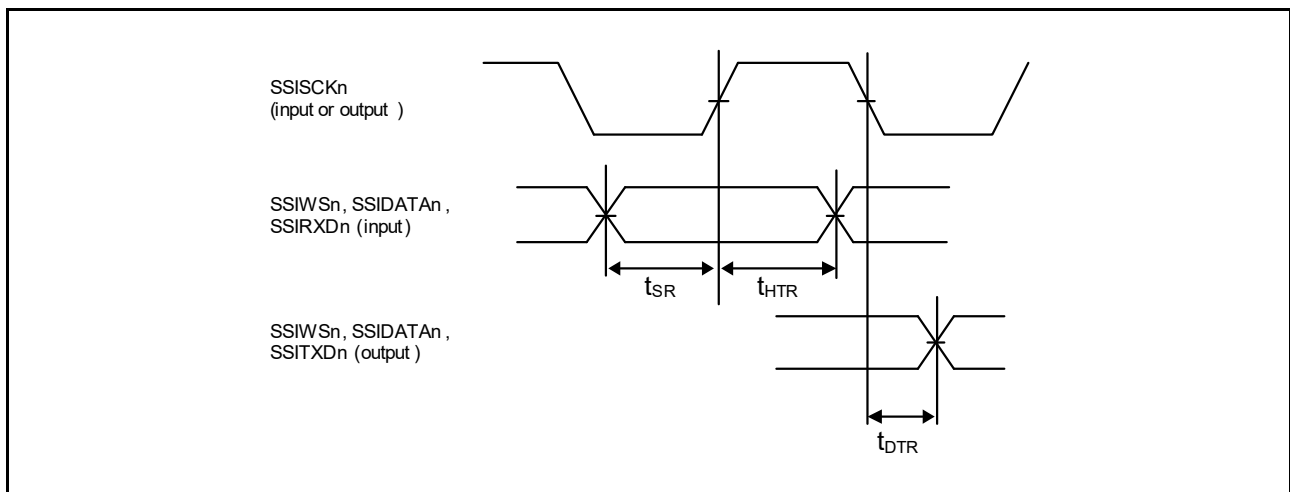 SSISCKn
(input or output )
SSIWSn, SSIDATAn ,
SSIRXDn (input)
tSR
tHTR
SSIWSn, SSIDATAn ,
SSITXDn (output )
tDTR